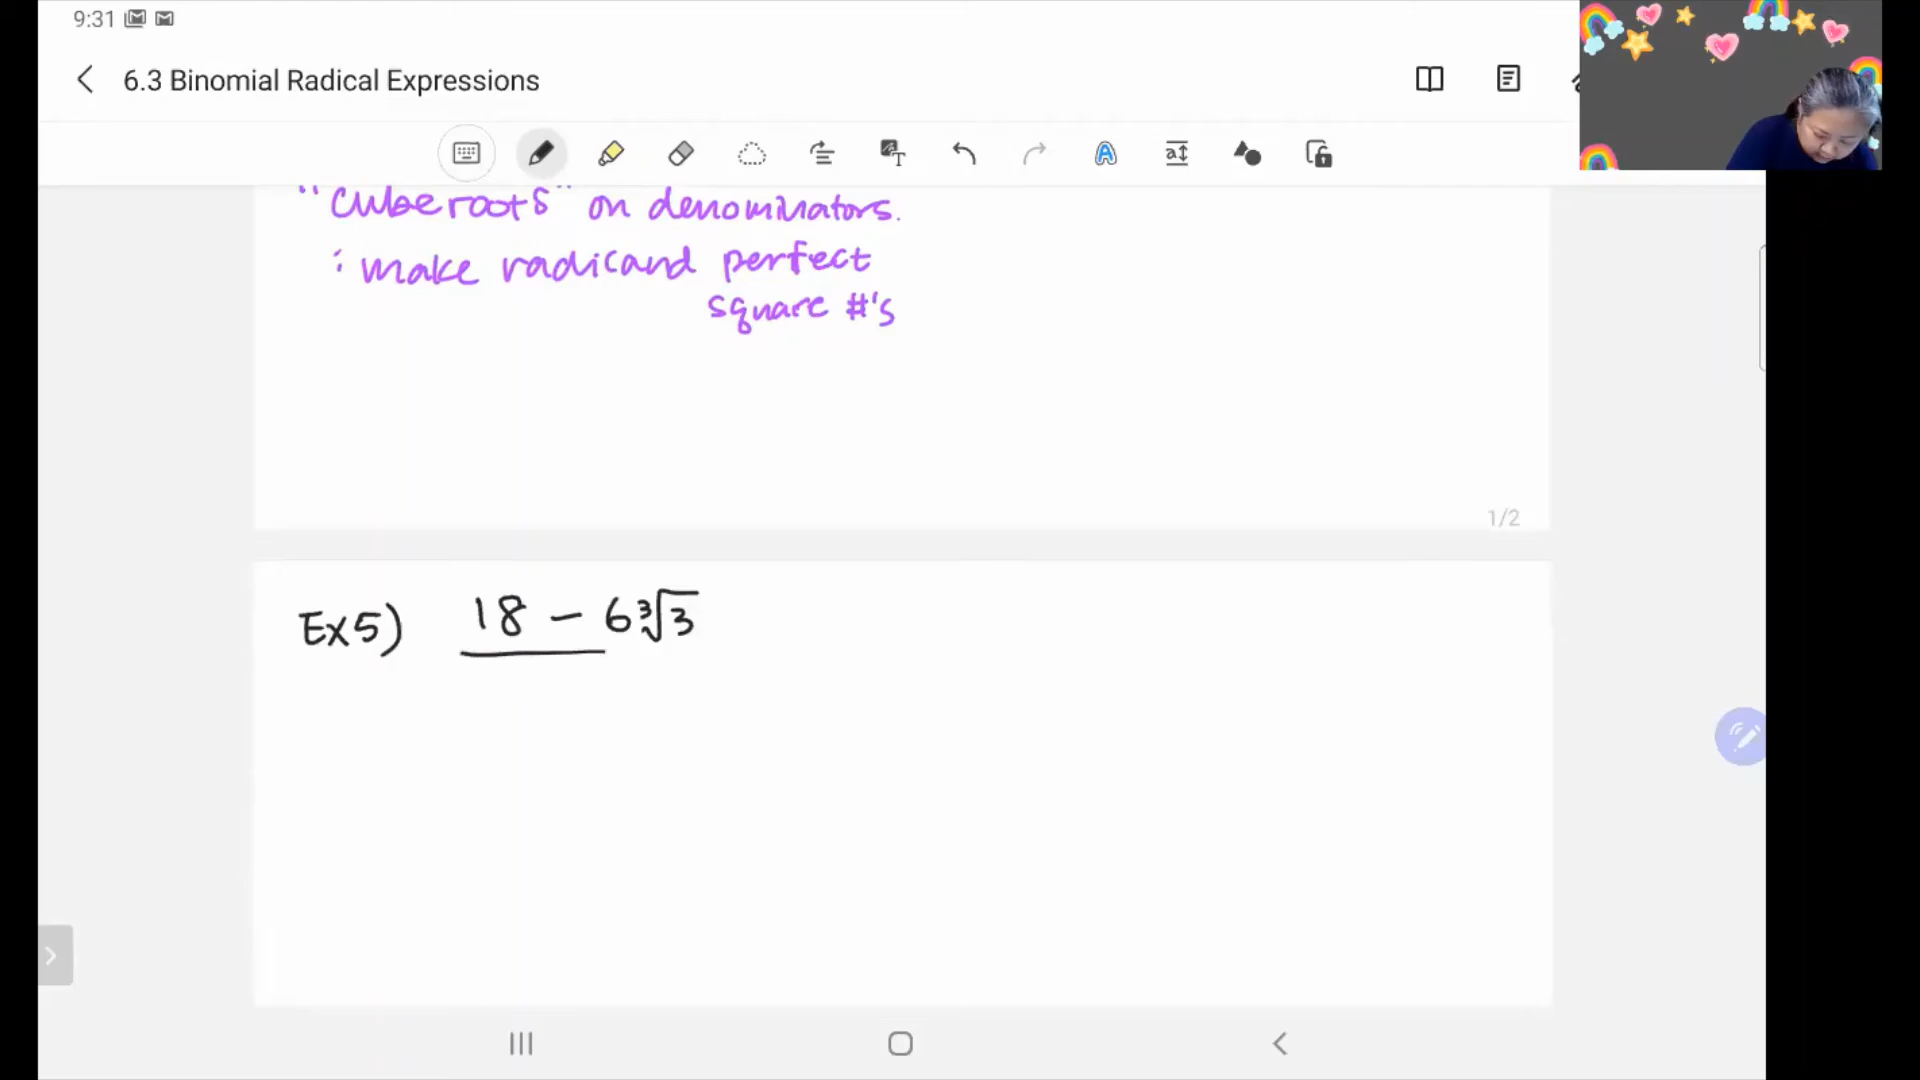 9:31
6.3 Binomial Radical Expressions
"Cube roots" on denominators.
: make radicand perfect
square #'s
1/2
Ex5) 18 - 6∛3